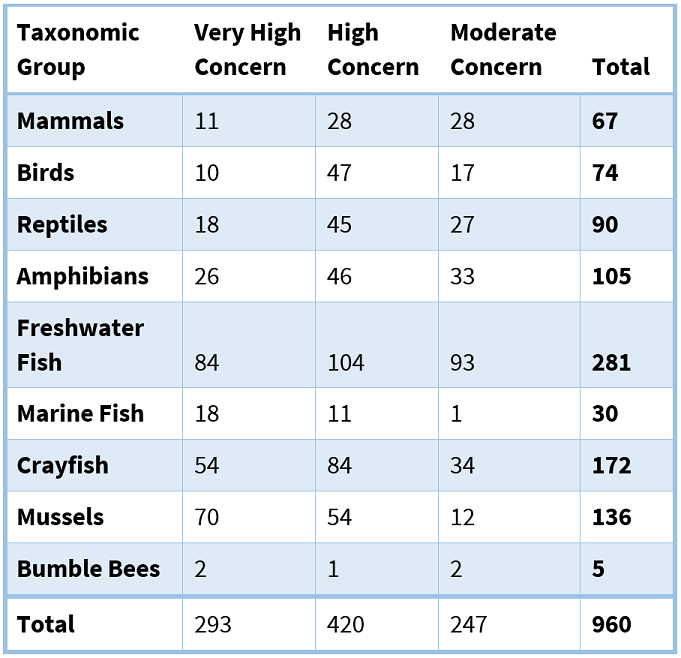 Taxonomic Group Very High Concern High Concern Moderate Concern Total
Mammals 11 28 28 67
Birds 10 47 17 74
Reptiles 18 45 27 90
Amphibians 26 46 33 105
Freshwater Fish 84 104 93 281
Marine Fish 18 11 1 30
Crayfish 54 84 34 172
Mussels 70 54 12 136
Bumble Bees 2 1 2 5
Total 293 420 247 960